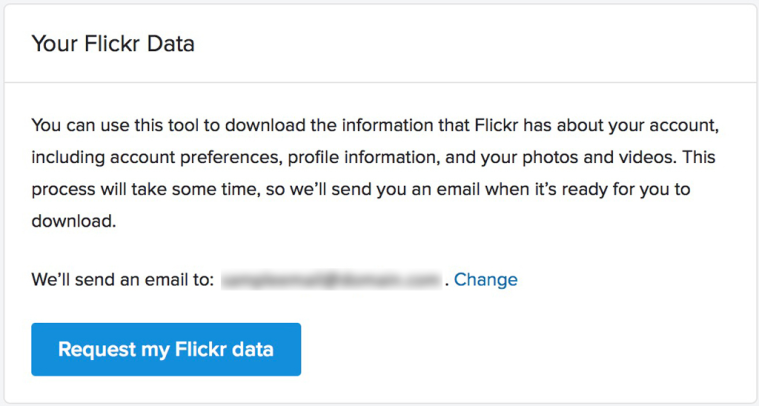 Your Flickr Data
You can use this tool to download the information that Flickr has about your account,
including account preferences, profile information, and your photos and videos. This
process will take some time, so we'll send you an email when it's ready for you to
download.
We'll send an email to: . Change
Request my Flickr data